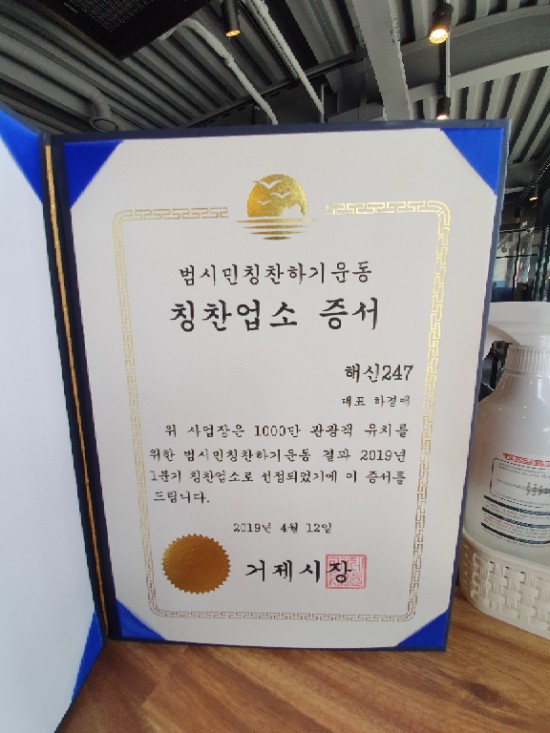 범시민칭찬하기운동
칭찬업소 증서
해신247
대표 하경애
위 사업장은 1000만 관광객 유치를
위한 범시민칭찬하기운동 결과 2019년
1분기 칭찬업소로 선정되었기에 이 증서를
드립니다.
2019년 4월 12일
거제시장